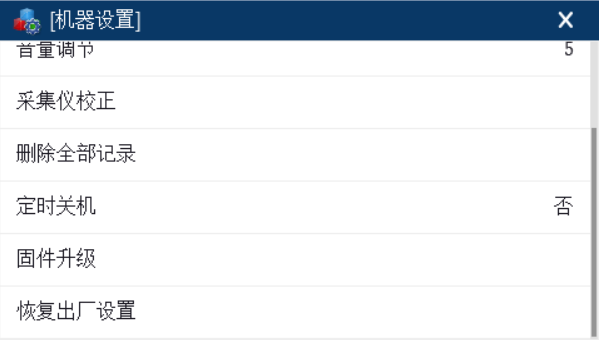 [机器设置]
音量调节 5
采集仪校正
删除全部记录
定时关机 否
固件升级
恢复出厂设置